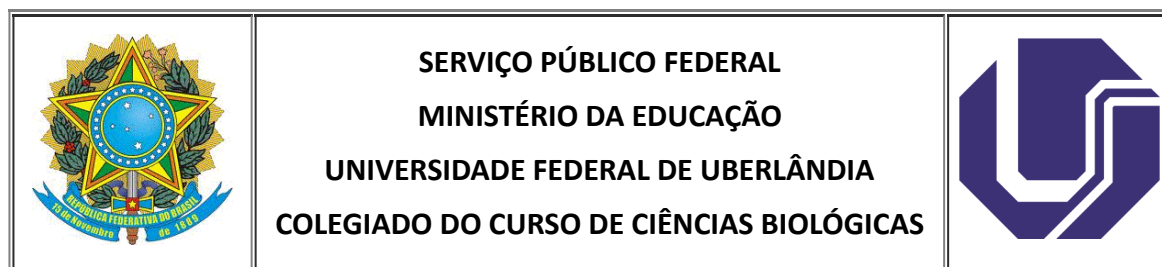 SERVIÇO PÚBLICO FEDERAL
MINISTÉRIO DA EDUCAÇÃO
UNIVERSIDADE FEDERAL DE UBERLÂNDIA
COLEGIADO DO CURSO DE CIÊNCIAS BIOLÓGICAS
REPÚBLICA FEDERATIVA DO BRASIL
15 de Novembro de 1889